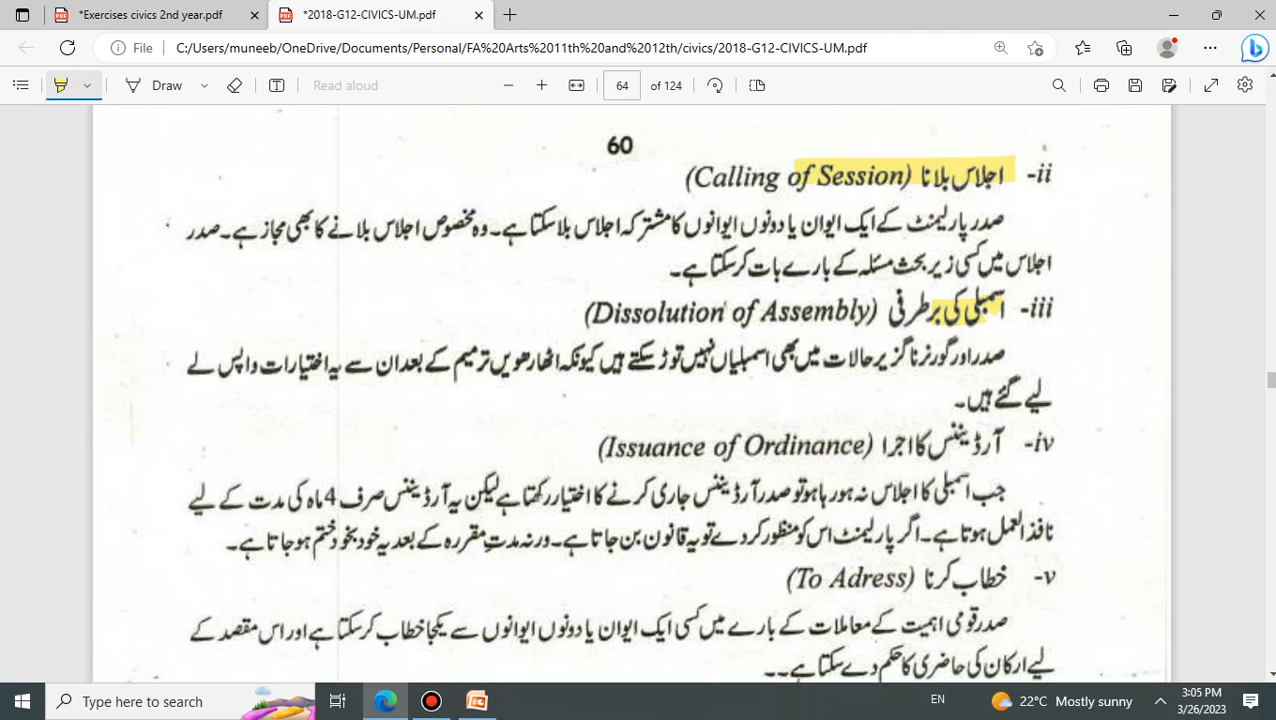 *Exercises civics 2nd year.pdf
*2018-G12-CIVICS-UM.pdf
File C:/Users/muneeb/OneDrive/Documents/Personal/FA%20Arts%2011th%20and%2012th/civics/2018-G12-CIVICS-UM.pdf
Draw Read aloud 64 of 124
60
ii- اجلاس بلانا (Calling of Session)
صدر پارلیمنٹ کے ایک ایوان یا دونوں ایوانوں کا مشترکہ اجلاس بلا سکتا ہے۔ وہ مخصوص اجلاس بلانے کا بھی مجاز ہے۔ صدر
اجلاس میں کسی زیر بحث مسئلہ کے بارے بات کر سکتا ہے۔
iii- اسمبلی کی برطرفی (Dissolution of Assembly)
صدر اور گورنر ناگزیر حالات میں بھی اسمبلیاں نہیں توڑ سکتے ہیں کیونکہ اٹھارھویں ترمیم کے بعد ان سے یہ اختیارات واپس لے
لیے گئے ہیں۔
iv- آرڈیننس کا اجرا (Issuance of Ordinance)
جب اسمبلی کا اجلاس نہ ہو رہا ہو تو صدر آرڈیننس جاری کرنے کا اختیار رکھتا ہے لیکن یہ آرڈیننس صرف 4 ماہ کی مدت کے لیے
نافذ العمل ہوتا ہے۔ اگر پارلیمنٹ اس کو منظور کر دے تو یہ قانون بن جاتا ہے۔ ورنہ مدتِ مقررہ کے بعد یہ خود بخود ختم ہو جاتا ہے۔
v- خطاب کرنا (To Adress)
صدر قومی اہمیت کے معاملات کے بارے میں کسی ایک ایوان یا دونوں ایوانوں سے یکجا خطاب کر سکتا ہے اور اس مقصد کے
لیے ارکان کی حاضری کا حکم دے سکتا ہے۔۔
Type here to search
EN
22°C Mostly sunny
3:05 PM
3/26/2023